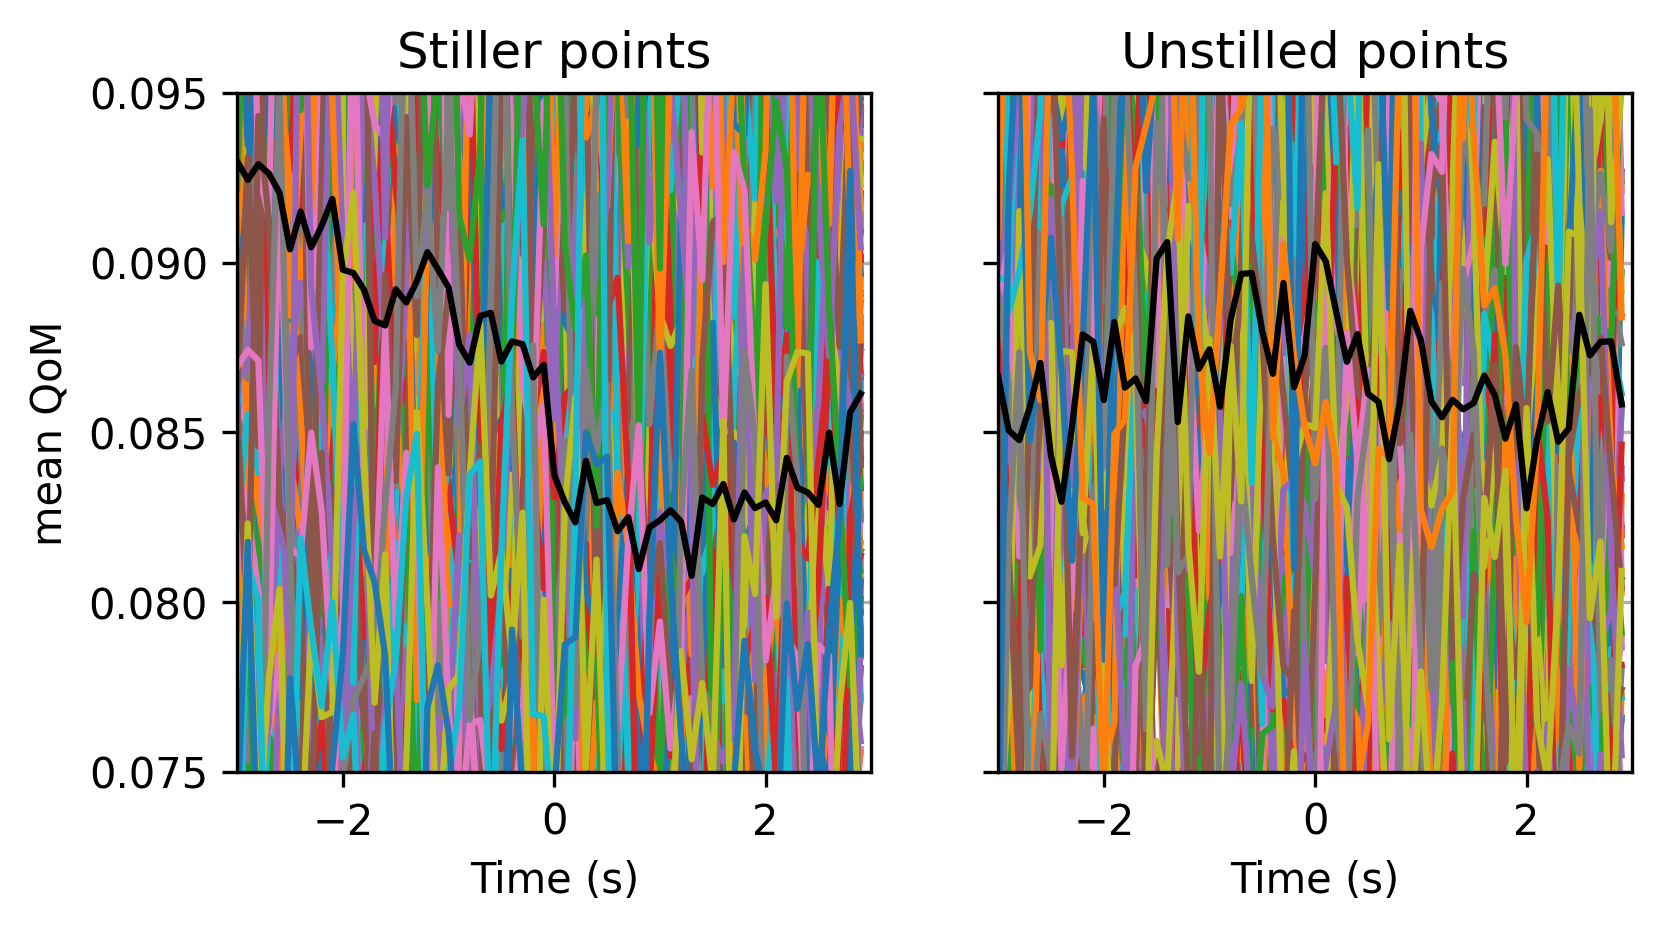 Stiller points
Unstilled points
mean QoM
0.095
0.090
0.085
0.080
0.075
−2 0 2
−2 0 2
Time (s)
Time (s)